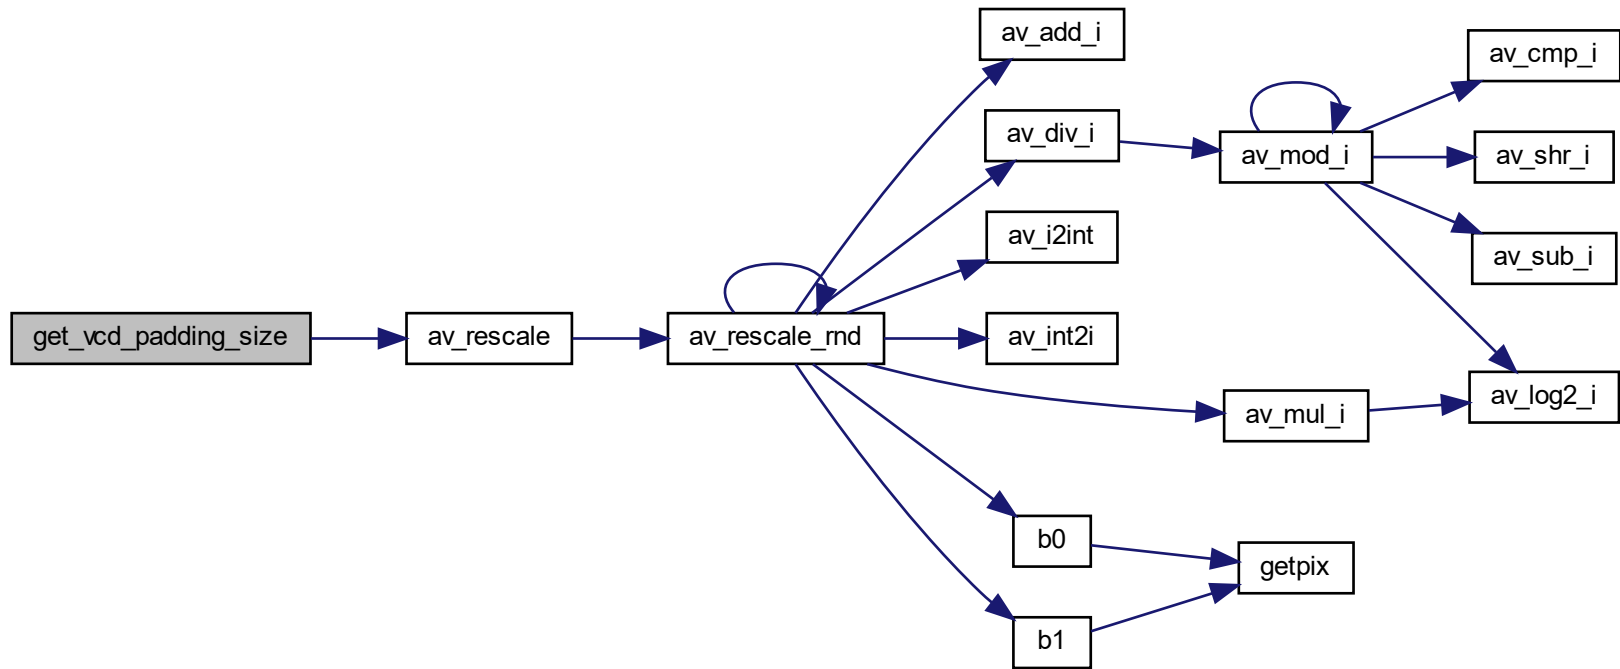 get_vcd_padding_size
av_rescale
av_rescale_rnd
av_add_i
av_div_i
av_i2int
av_int2i
av_mul_i
b0
b1
av_mod_i
getpix
av_cmp_i
av_shr_i
av_sub_i
av_log2_i